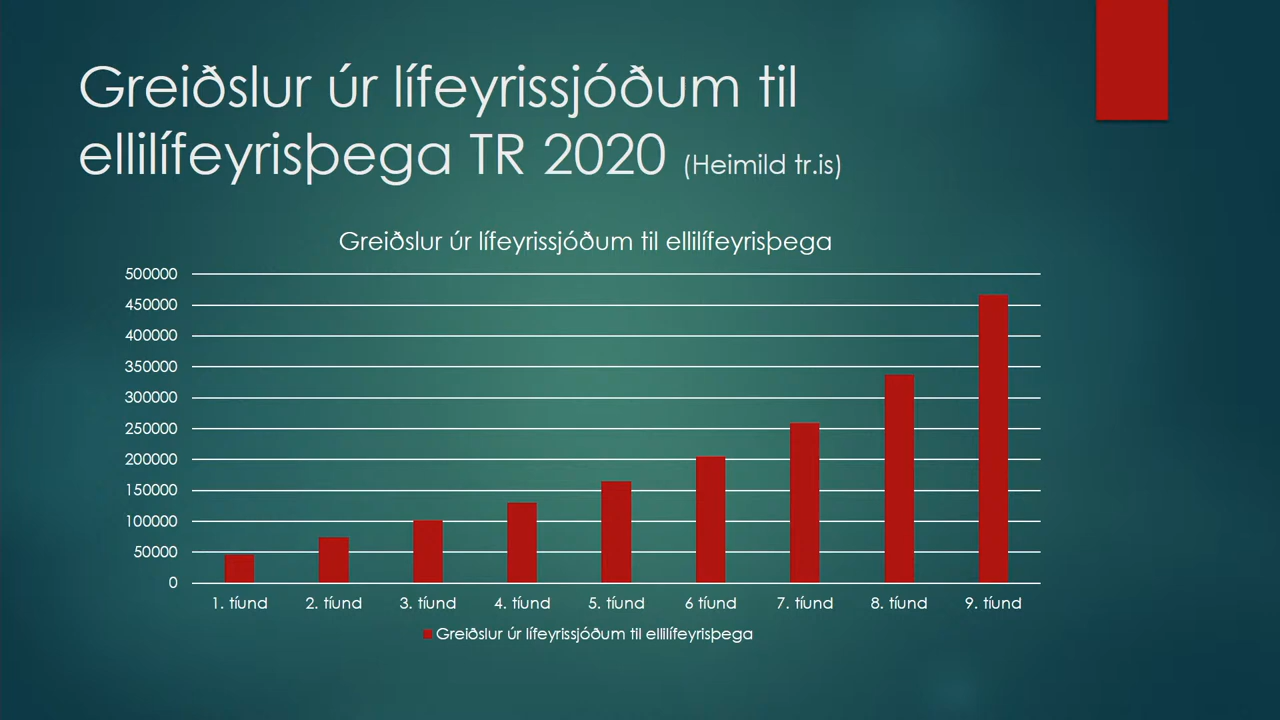 Greiðslur úr lífeyrissjóðum til
ellilífeyrisþega TR 2020 (Heimild tr.is)
Greiðslur úr lífeyrissjóðum til ellilífeyrisþega
500000
450000
400000
350000
300000
250000
200000
150000
100000
50000
0
1. tíund 2. tíund 3. tíund 4. tíund 5. tíund 6 tíund 7. tíund 8. tíund 9. tíund
Greiðslur úr lífeyrissjóðum til ellilífeyrisþega